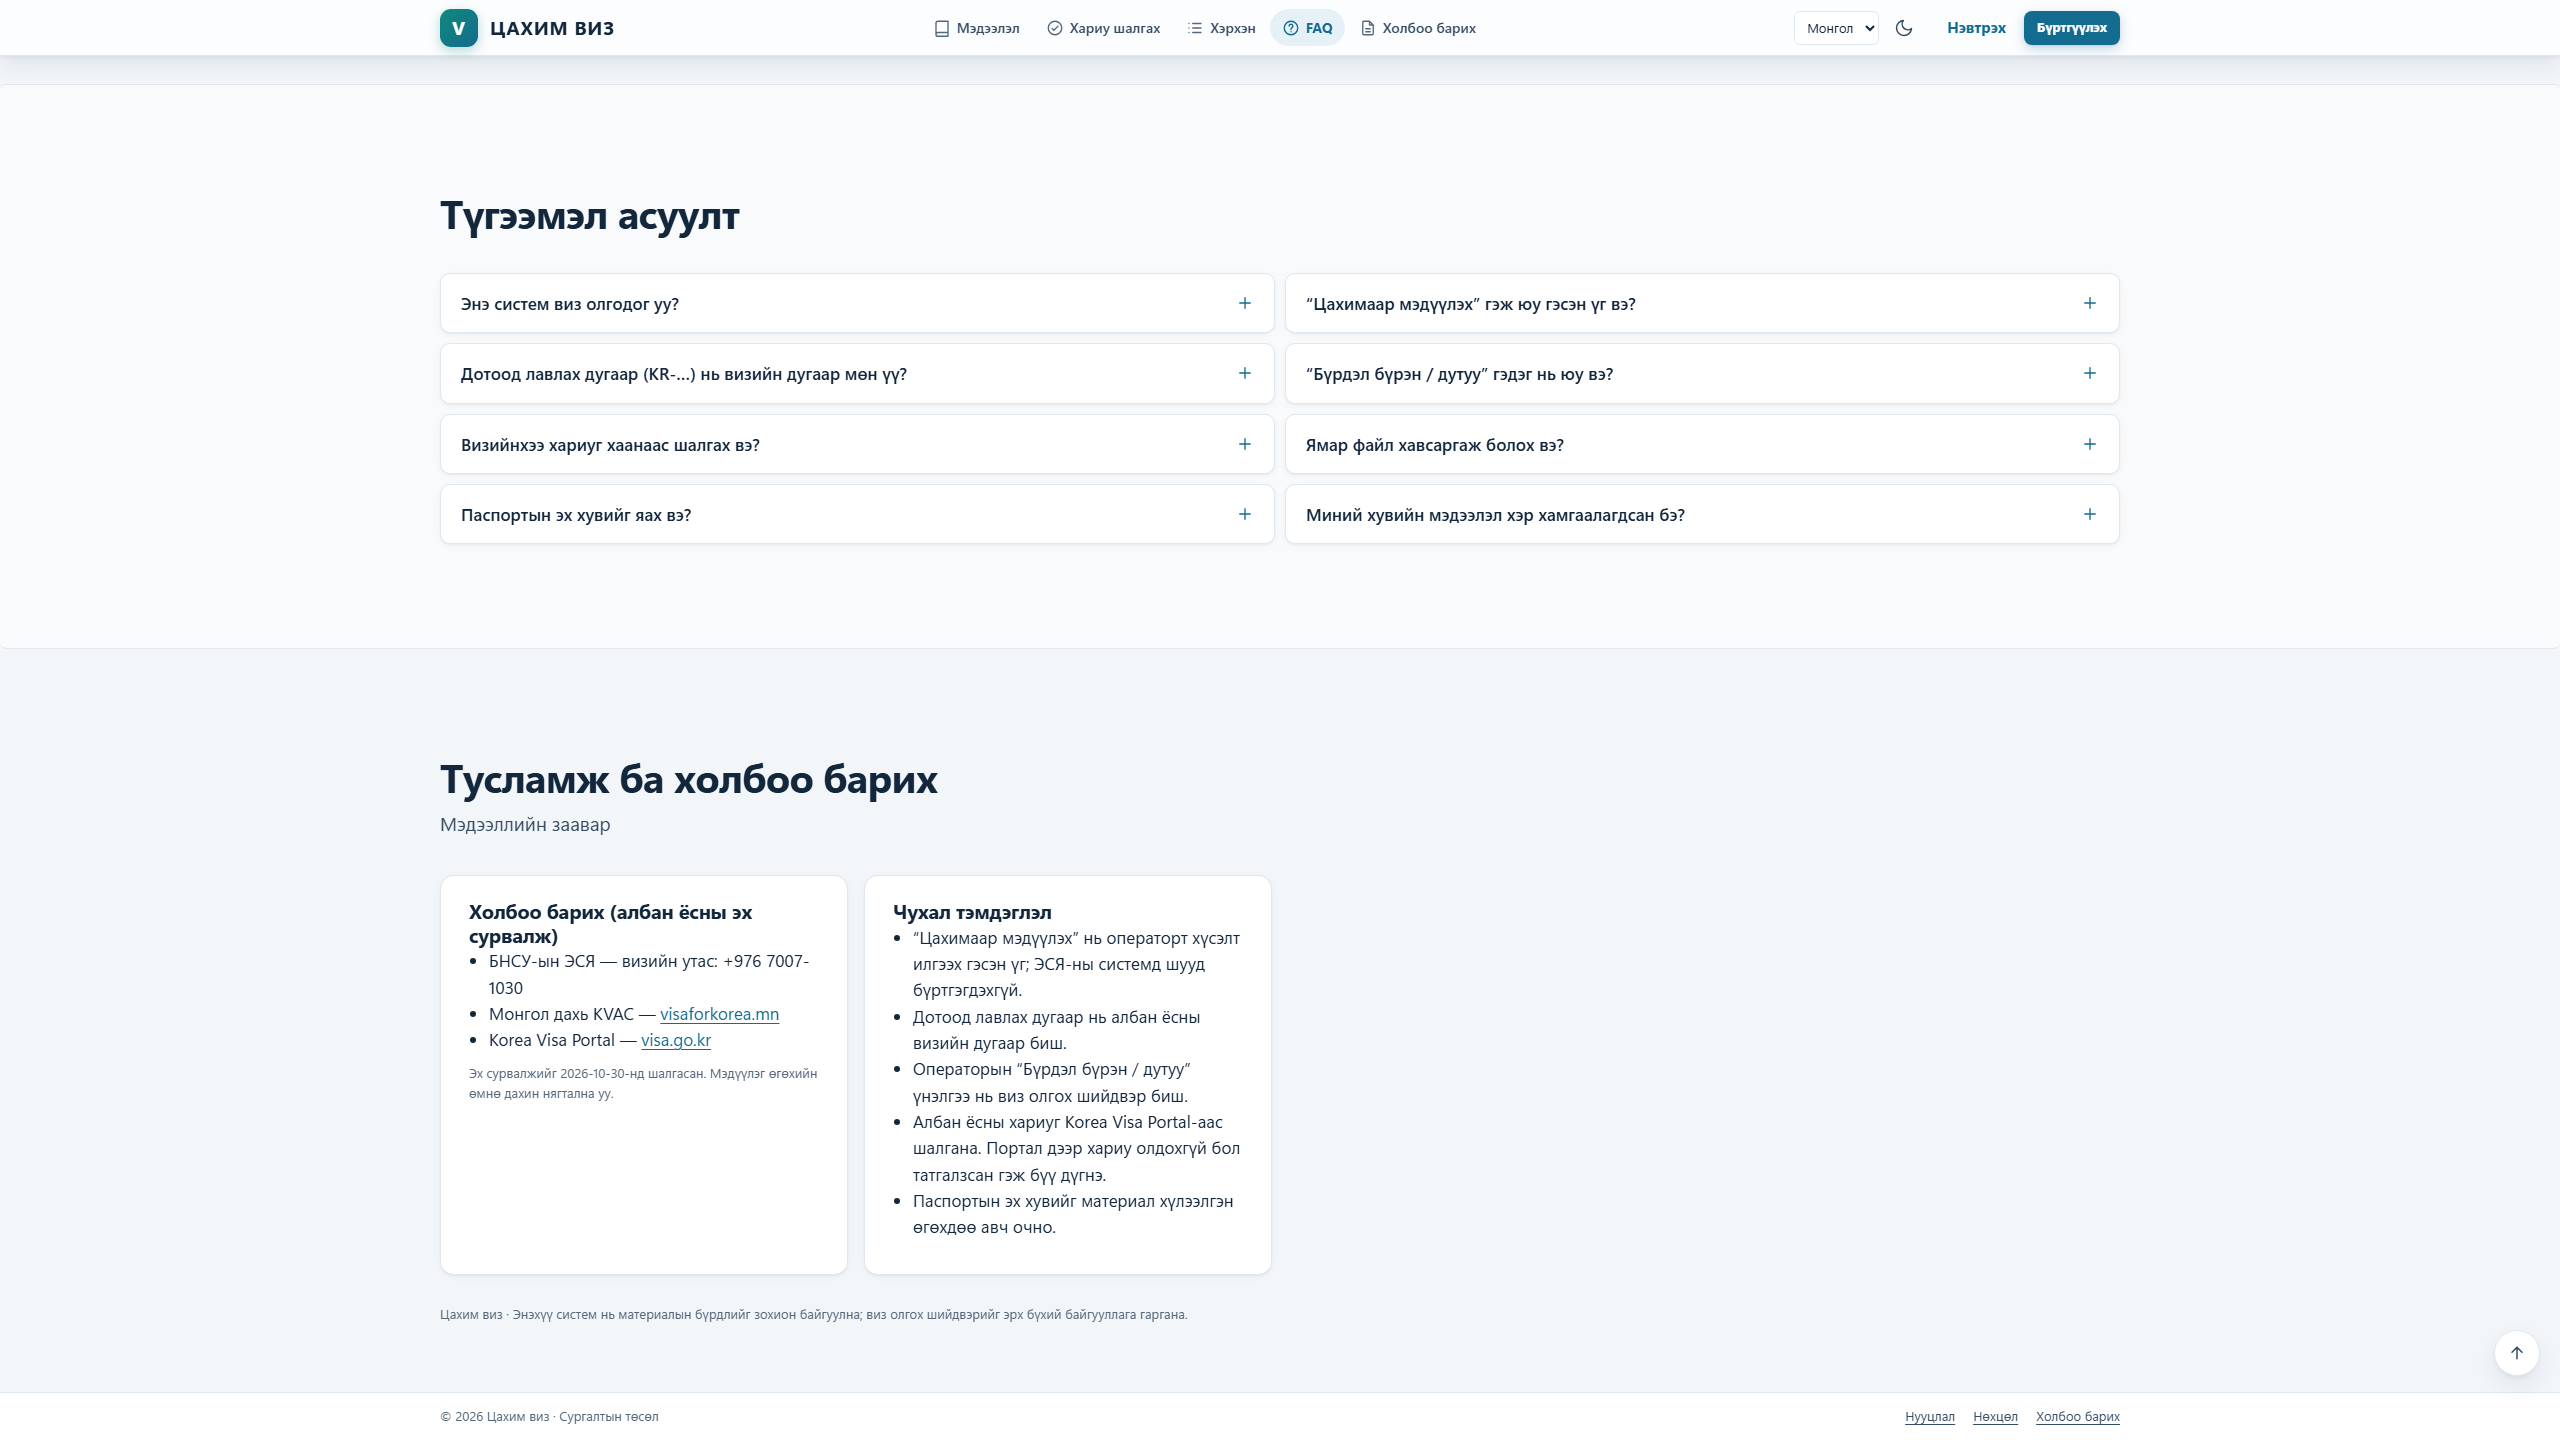 V ЦАХИМ ВИЗ
Мэдээлэл
Хариу шалгах
Хэрхэн
FAQ
Холбоо барих
Монгол
Нэвтрэх
Бүртгүүлэх
Түгээмэл асуулт
Энэ систем виз олгодог уу?
“Цахимаар мэдүүлэх” гэж юу гэсэн үг вэ?
Дотоод лавлах дугаар (KR-…) нь визийн дугаар мөн үү?
“Бүрдэл бүрэн / дутуу” гэдэг нь юу вэ?
Визийнхээ хариуг хаанаас шалгах вэ?
Ямар файл хавсаргаж болох вэ?
Паспортын эх хувийг яах вэ?
Миний хувийн мэдээлэл хэр хамгаалагдсан бэ?
Тусламж ба холбоо барих
Мэдээллийн заавар
Холбоо барих (албан ёсны эх
сурвалж)
• БНСУ-ын ЭСЯ — визийн утас: +976 7007-
1030
• Монгол дахь KVAC — visaforkorea.mn
• Korea Visa Portal — visa.go.kr
Эх сурвалжийг 2026-10-30-нд шалгасан. Мэдүүлэг өгөхийн
өмнө дахин нягтална уу.
Чухал тэмдэглэл
• “Цахимаар мэдүүлэх” нь операторт хүсэлт
илгээх гэсэн үг; ЭСЯ-ны системд шууд
бүртгэгдэхгүй.
• Дотоод лавлах дугаар нь албан ёсны
визийн дугаар биш.
• Операторын “Бүрдэл бүрэн / дутуу”
үнэлгээ нь виз олгох шийдвэр биш.
• Албан ёсны хариуг Korea Visa Portal-аас
шалгана. Портал дээр хариу олдохгүй бол
татгалзсан гэж бүү дүгнэ.
• Паспортын эх хувийг материал хүлээлгэн
өгөхдөө авч очно.
Цахим виз · Энэхүү систем нь материалын бүрдлийг зохион байгуулна; виз олгох шийдвэрийг эрх бүхий байгууллага гаргана.
© 2026 Цахим виз · Сургалтын төсөл
Нууцлал
Нөхцөл
Холбоо барих